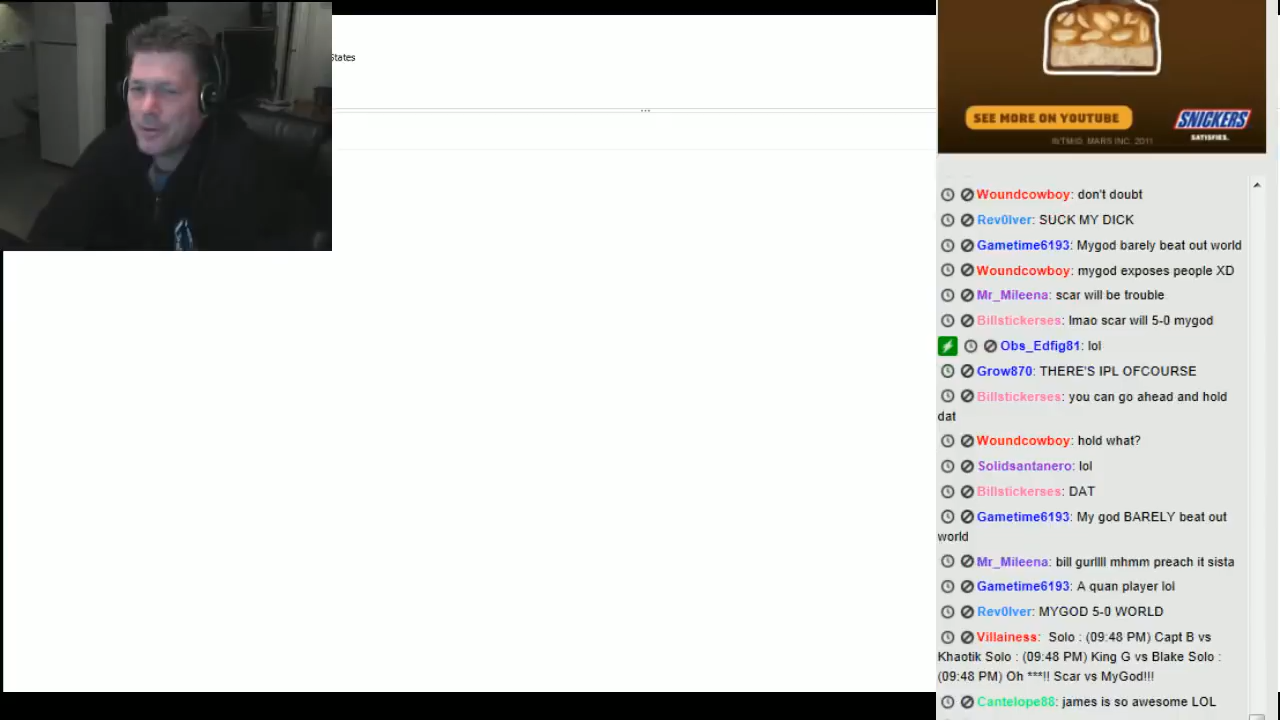 States
...
SEE MORE ON YOUTUBE
SNICKERS
SATISFIES.
®/TM/©, MARS INC. 2011
Woundcowboy: don't doubt
Rev0lver: SUCK MY DICK
Gametime6193: Mygod barely beat out world
Woundcowboy: mygod exposes people XD
Mr_Mileena: scar will be trouble
Billstickerses: lmao scar will 5-0 mygod
Obs_Edfig81: lol
Grow870: THERE'S IPL OFCOURSE
Billstickerses: you can go ahead and hold
dat
Woundcowboy: hold what?
Solidsantanero: lol
Billstickerses: DAT
Gametime6193: My god BARELY beat out
world
Mr_Mileena: bill gurllll mhmm preach it sista
Gametime6193: A quan player lol
Rev0lver: MYGOD 5-0 WORLD
Villainess: Solo : (09:48 PM) Capt B vs
Khaotik Solo : (09:48 PM) King G vs Blake Solo :
(09:48 PM) Oh ***!! Scar vs MyGod!!!
Cantelope88: james is so awesome LOL